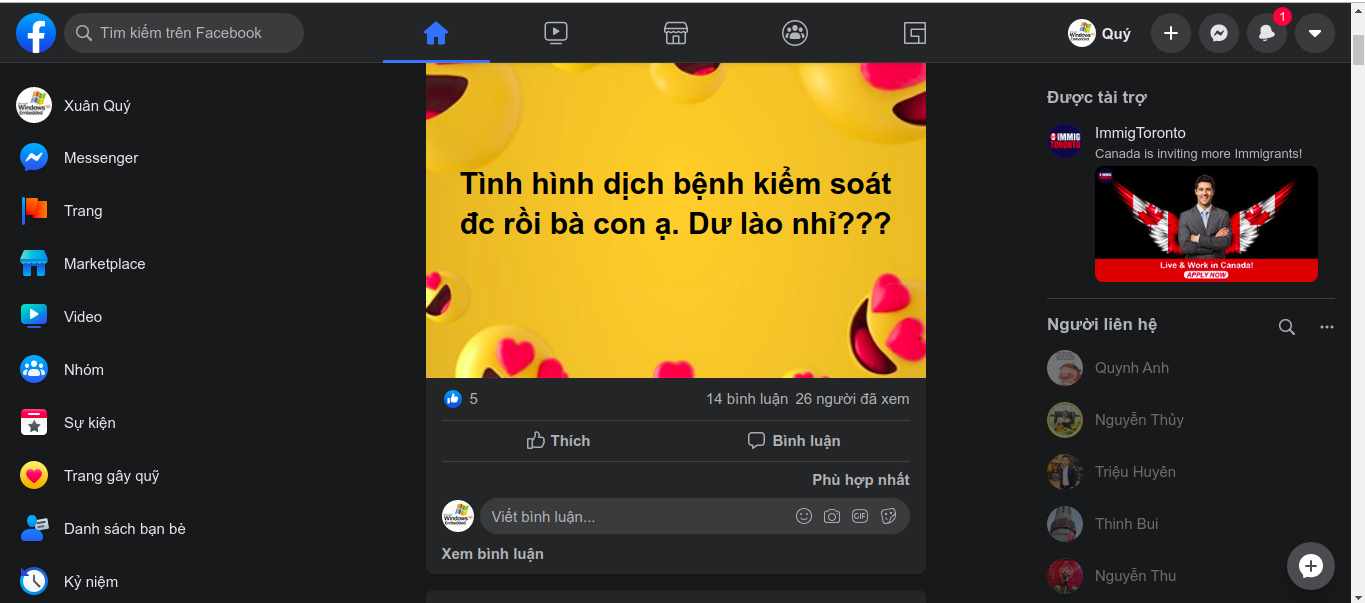 Tìm kiếm trên Facebook
Quý
1
Xuân Quý
Messenger
Trang
Marketplace
Video
Nhóm
Sự kiện
Trang gây quỹ
Danh sách bạn bè
Kỷ niệm
Tình hình dịch bệnh kiểm soát
đc rồi bà con ạ. Dư lào nhỉ???
5
14 bình luận 26 người đã xem
Thích
Bình luận
Phù hợp nhất
Viết bình luận...
GIF
Xem bình luận
Được tài trợ
IMMIG
TORONTO
ImmigToronto
Canada is inviting more Immigrants!
Live & Work in Canada!
APPLY NOW
Người liên hệ
Quynh Anh
Nguyễn Thủy
Triệu Huyên
Thinh Bui
Nguyễn Thu